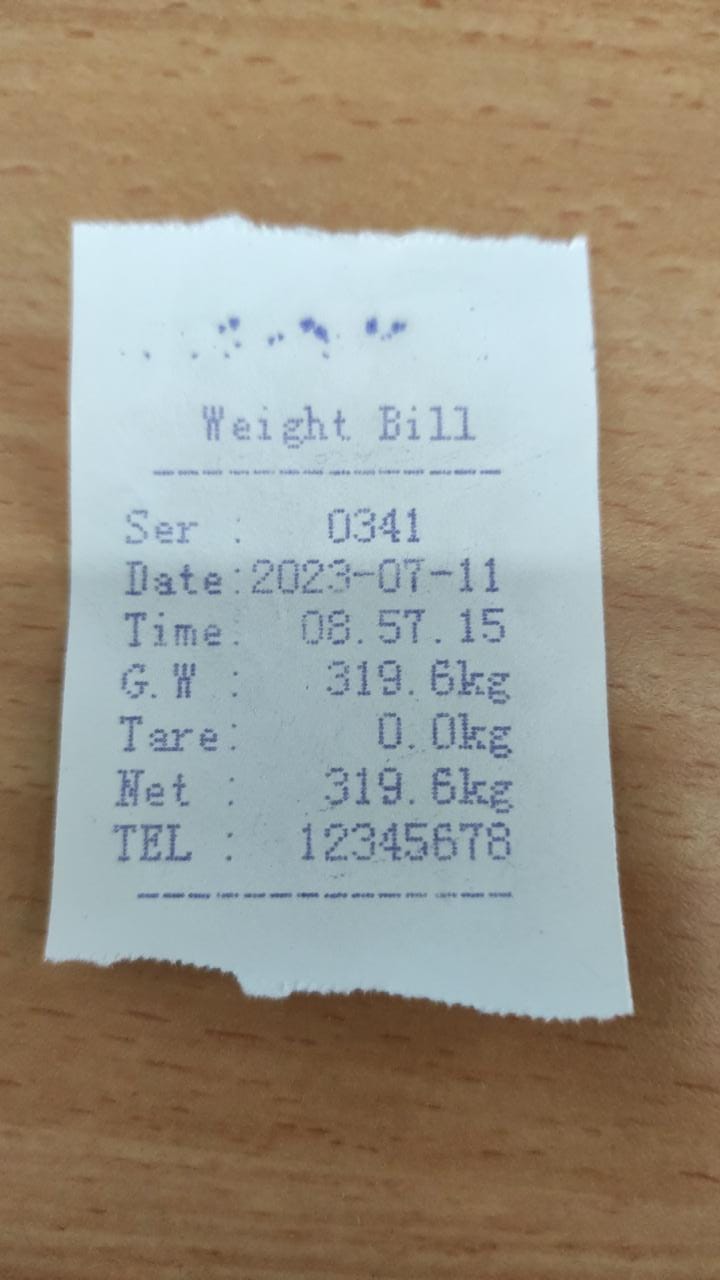 Weight Bill
Ser : 0341
Date:2023-07-11
Time: 08.57.15
G.W : 319.6kg
Tare: 0.0kg
Net : 319.6kg
TEL : 12345678